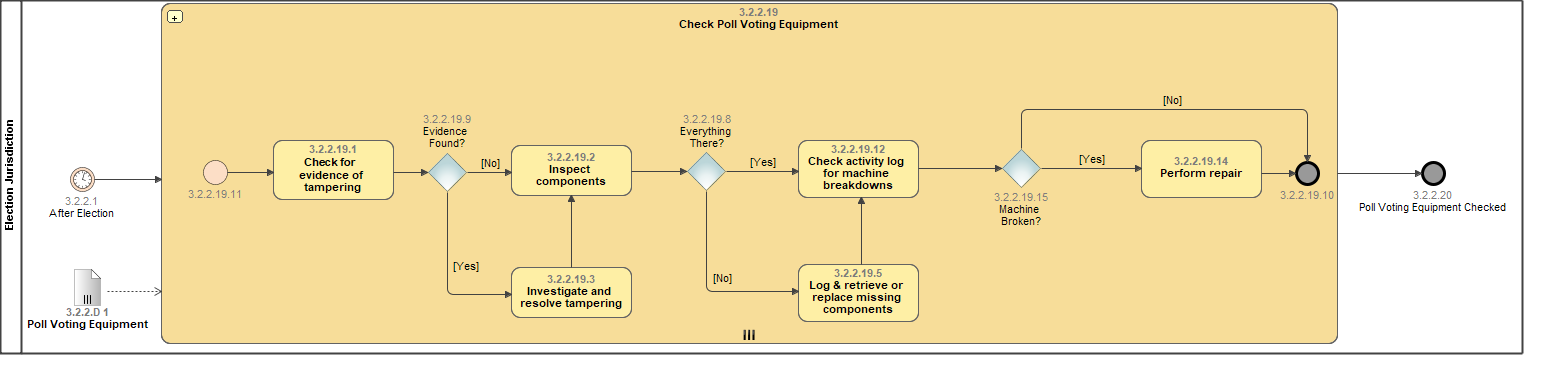 Election Jurisdiction
3.2.2.19
Check Poll Voting Equipment
3.2.2.1
After Election
3.2.2.D 1
Poll Voting Equipment
3.2.2.19.11
3.2.2.19.1
Check for
evidence of
tampering
3.2.2.19.9
Evidence
Found?
[No]
[Yes]
3.2.2.19.2
Inspect
components
3.2.2.19.3
Investigate and
resolve tampering
3.2.2.19.8
Everything
There?
[Yes]
[No]
3.2.2.19.12
Check activity log
for machine
breakdowns
3.2.2.19.5
Log & retrieve or
replace missing
components
3.2.2.19.15
Machine
Broken?
[No]
[Yes]
3.2.2.19.14
Perform repair
3.2.2.19.10
3.2.2.20
Poll Voting Equipment Checked